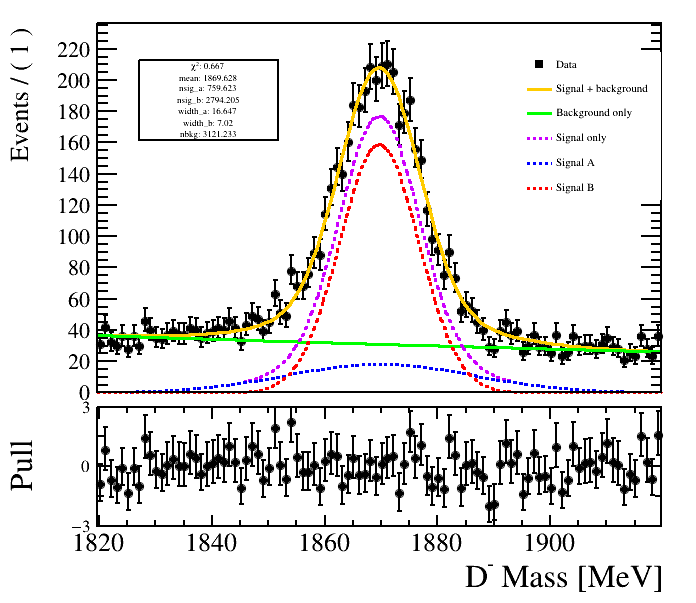 Events / ( 1 )
220
200
180
160
140
120
100
80
60
40
20
0
χ²: 0.667
mean: 1869.628
nsig_a: 759.623
nsig_b: 2794.205
width_a: 16.647
width_b: 7.02
nbkg: 3121.233
Data
Signal + background
Background only
Signal only
Signal A
Signal B
Pull
3
0
−3
1820
1840
1860
1880
1900
D⁻ Mass [MeV]